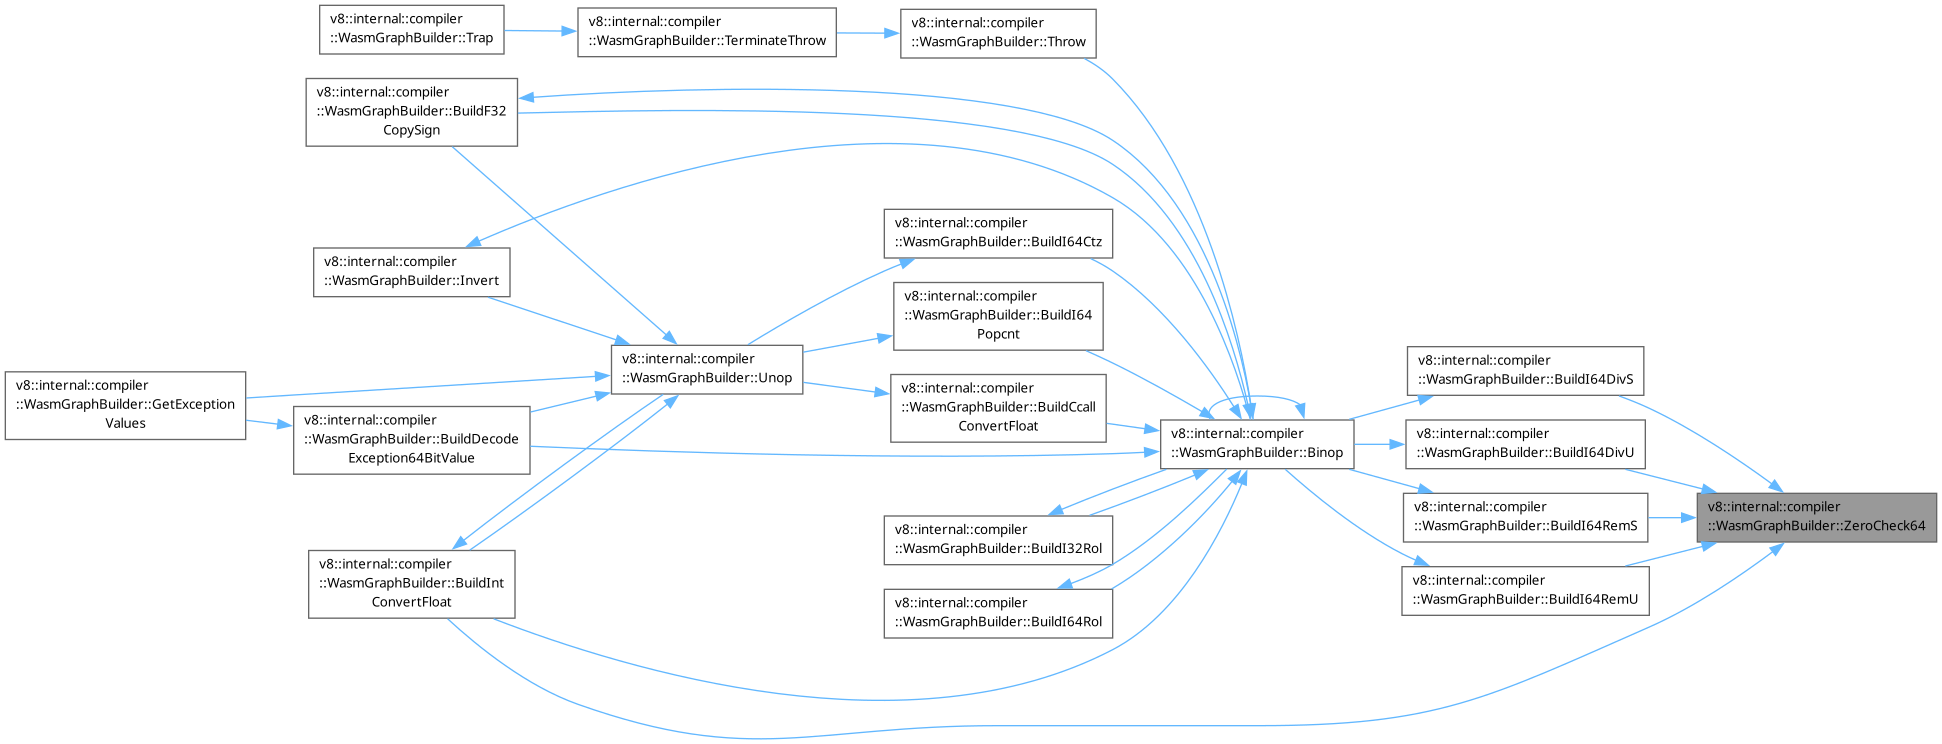 v8::internal::compiler
::WasmGraphBuilder::Trap
v8::internal::compiler
::WasmGraphBuilder::TerminateThrow
v8::internal::compiler
::WasmGraphBuilder::Throw
v8::internal::compiler
::WasmGraphBuilder::BuildF32
CopySign
v8::internal::compiler
::WasmGraphBuilder::BuildI64Ctz
v8::internal::compiler
::WasmGraphBuilder::Invert
v8::internal::compiler
::WasmGraphBuilder::BuildI64
Popcnt
v8::internal::compiler
::WasmGraphBuilder::Unop
v8::internal::compiler
::WasmGraphBuilder::BuildI64DivS
v8::internal::compiler
::WasmGraphBuilder::GetException
Values
v8::internal::compiler
::WasmGraphBuilder::BuildCcall
ConvertFloat
v8::internal::compiler
::WasmGraphBuilder::BuildDecode
Exception64BitValue
v8::internal::compiler
::WasmGraphBuilder::Binop
v8::internal::compiler
::WasmGraphBuilder::BuildI64DivU
v8::internal::compiler
::WasmGraphBuilder::BuildI64RemS
v8::internal::compiler
::WasmGraphBuilder::ZeroCheck64
v8::internal::compiler
::WasmGraphBuilder::BuildI32Rol
v8::internal::compiler
::WasmGraphBuilder::BuildInt
ConvertFloat
v8::internal::compiler
::WasmGraphBuilder::BuildI64RemU
v8::internal::compiler
::WasmGraphBuilder::BuildI64Rol